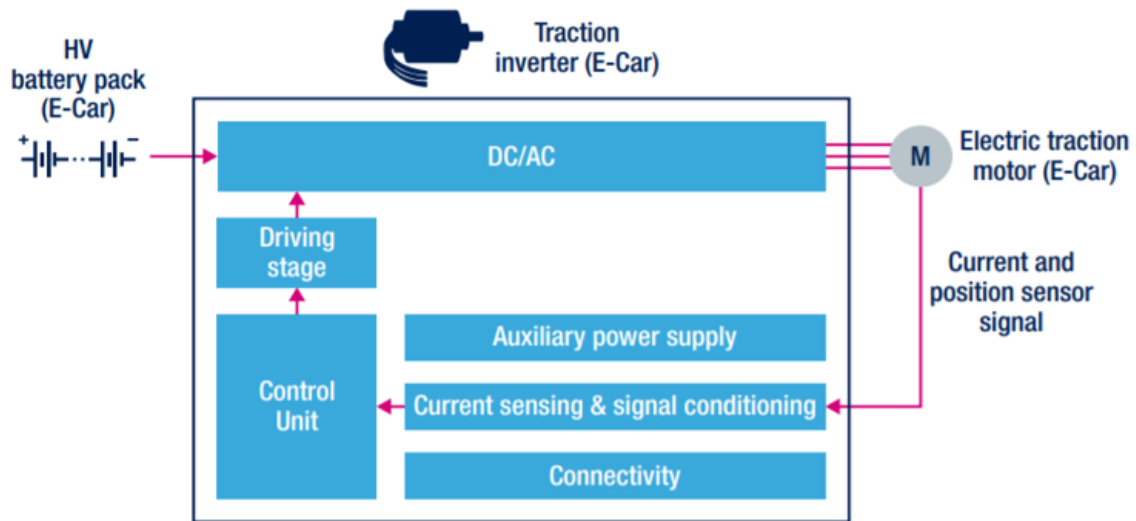 HV
battery pack
(E-Car)
+ –
Traction
inverter (E-Car)
DC/AC
M
Electric traction
motor (E-Car)
Driving
stage
Current and
position sensor
signal
Auxiliary power supply
Control
Unit
Current sensing & signal conditioning
Connectivity